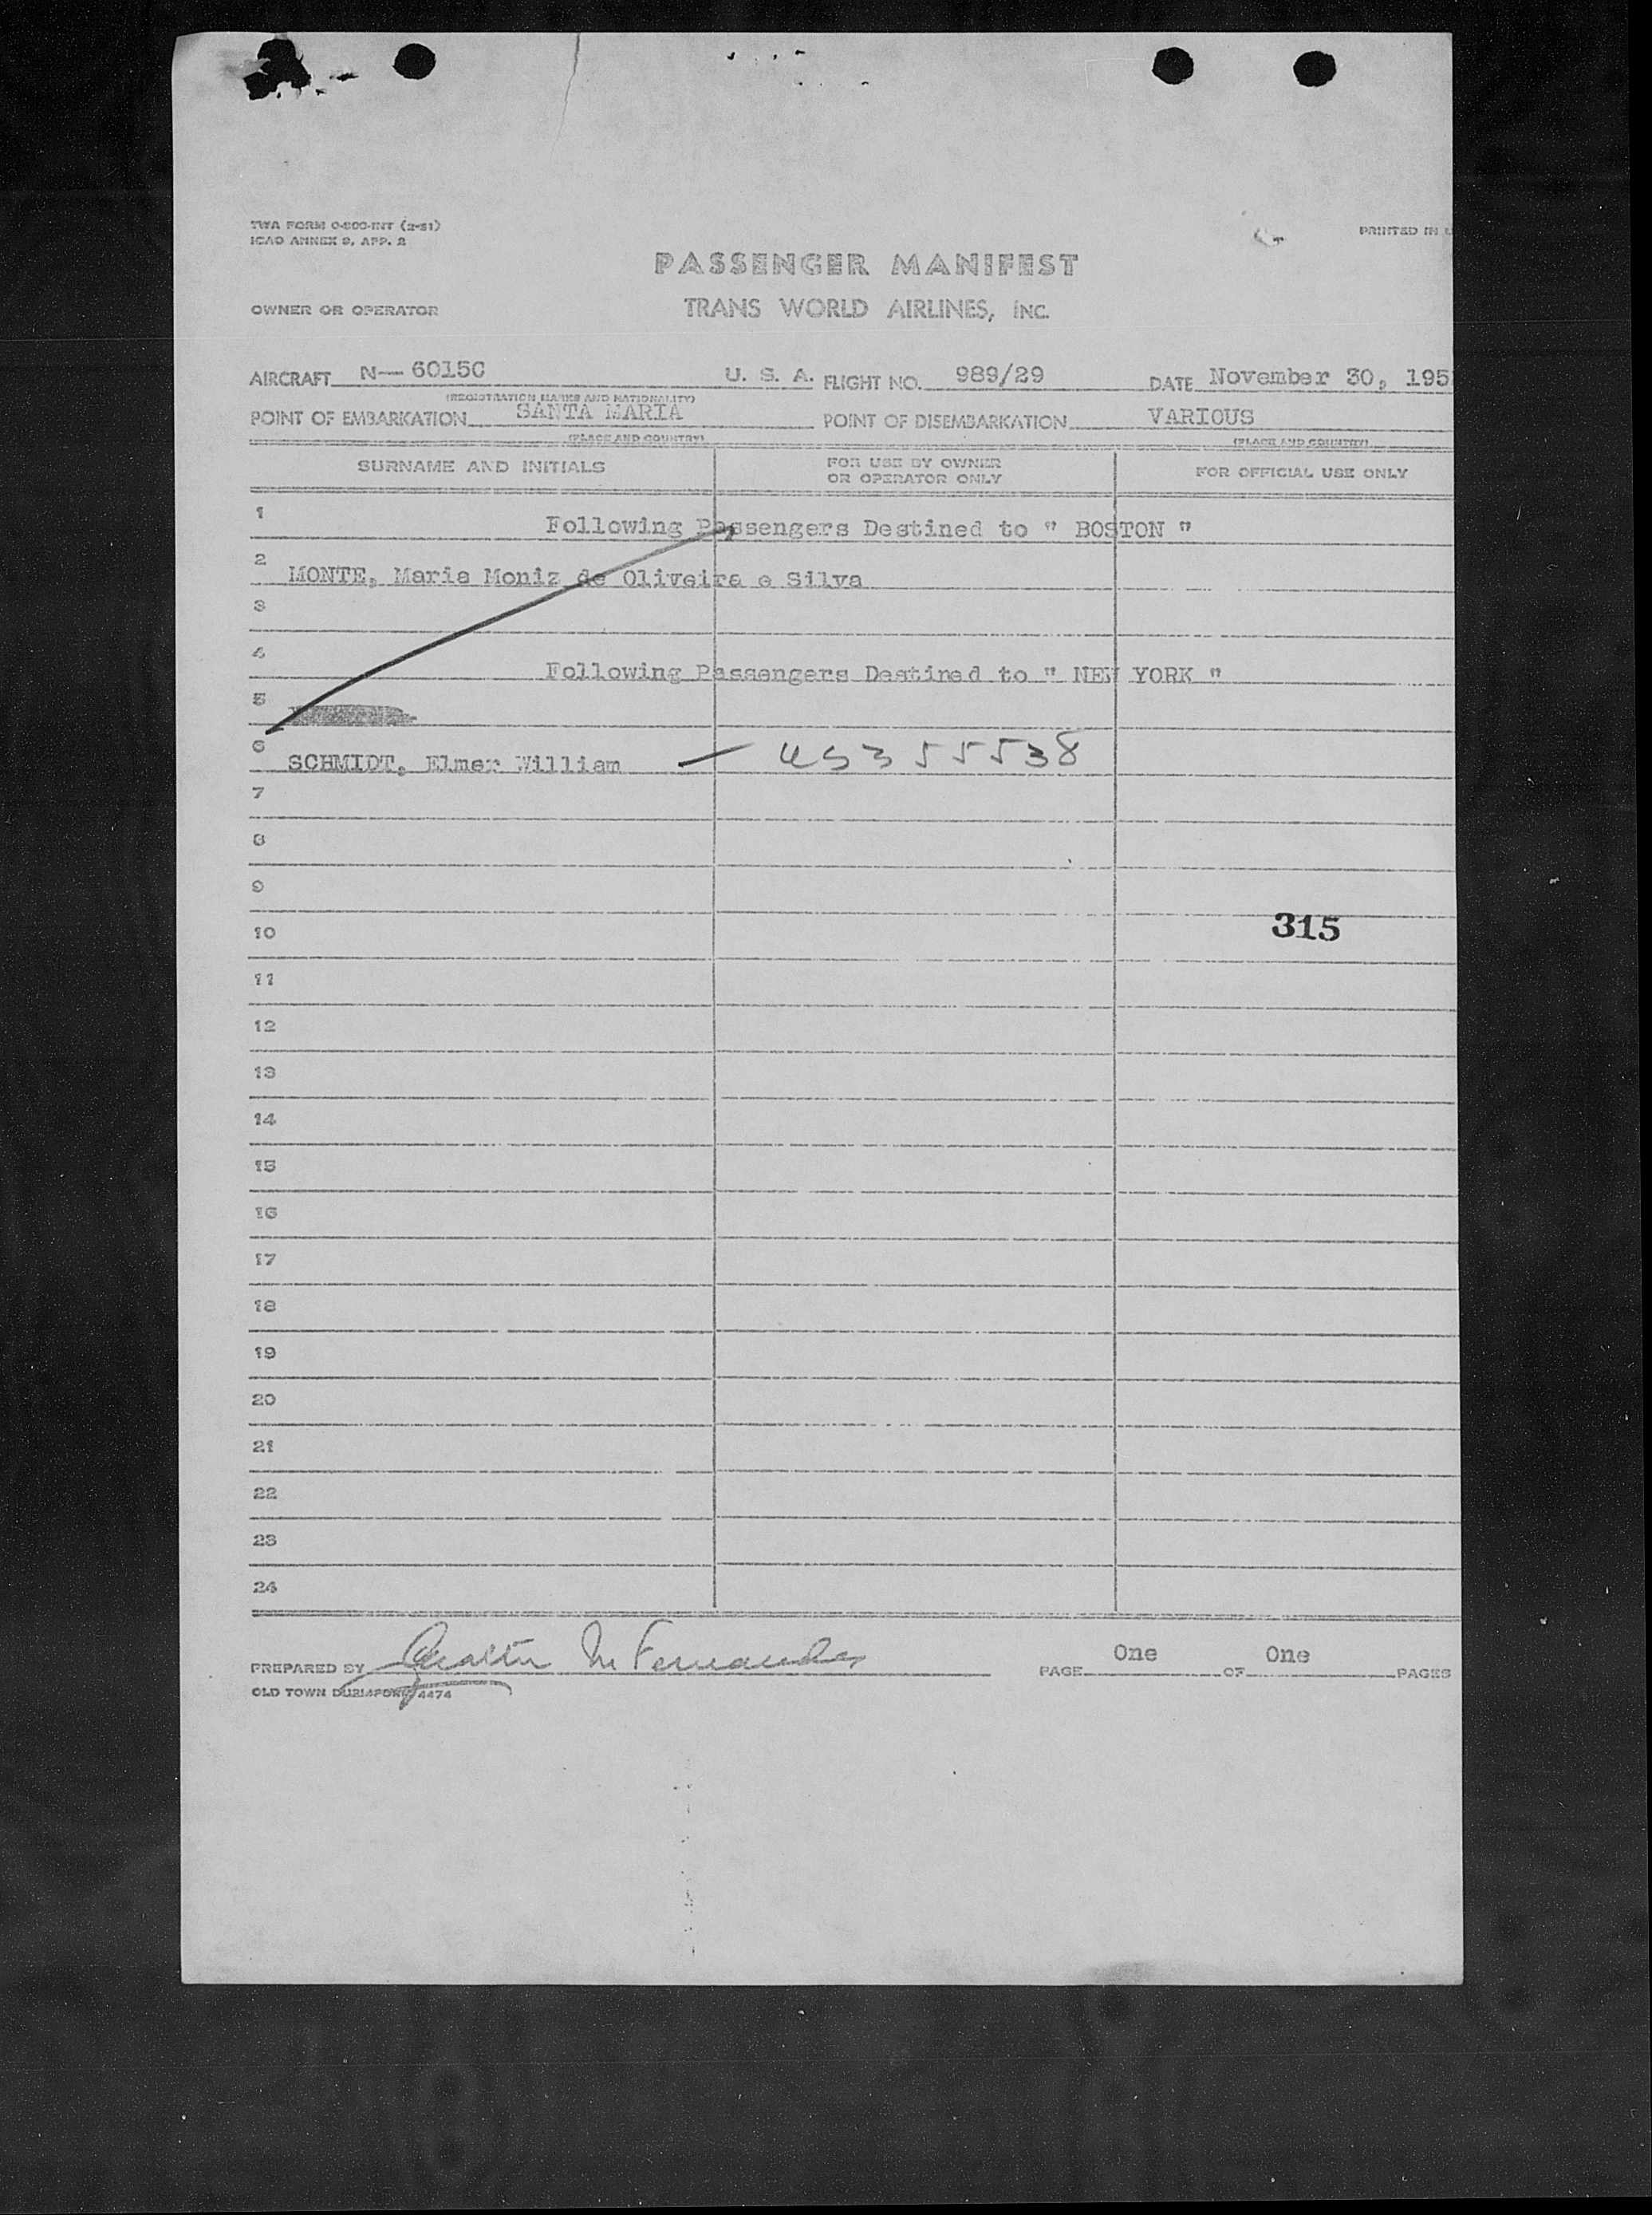 TWA FORM O-800-INT (2-51)
ICAO ANNEX 9, APP. 2
PRINTED IN
PASSENGER MANIFEST
OWNER OR OPERATOR TRANS WORLD AIRLINES, INC.
AIRCRAFT N— 6015C U. S. A. FLIGHT NO. 989/29 DATE November 30, 195
(REGISTRATION MARKS AND NATIONALITY)
POINT OF EMBARKATION SANTA MARIA POINT OF DISEMBARKATION VARIOUS
(PLACE AND COUNTRY) (PLACE AND COUNTRY)
SURNAME AND INITIALS FOR USE BY OWNER OR OPERATOR ONLY FOR OFFICIAL USE ONLY
1 Following Passengers Destined to " BOSTON "
2 MONTE, Maria Moniz de Oliveira e Silva
3
4 Following Passengers Destined to " NEW YORK "
5
6 SCHMIDT, Elmer William — 45355538
7
8
9
315
10
11
12
13
14
15
16
17
18
19
20
21
22
23
24
PREPARED BY M Fernandes PAGE One OF One PAGES
OLD TOWN 4474